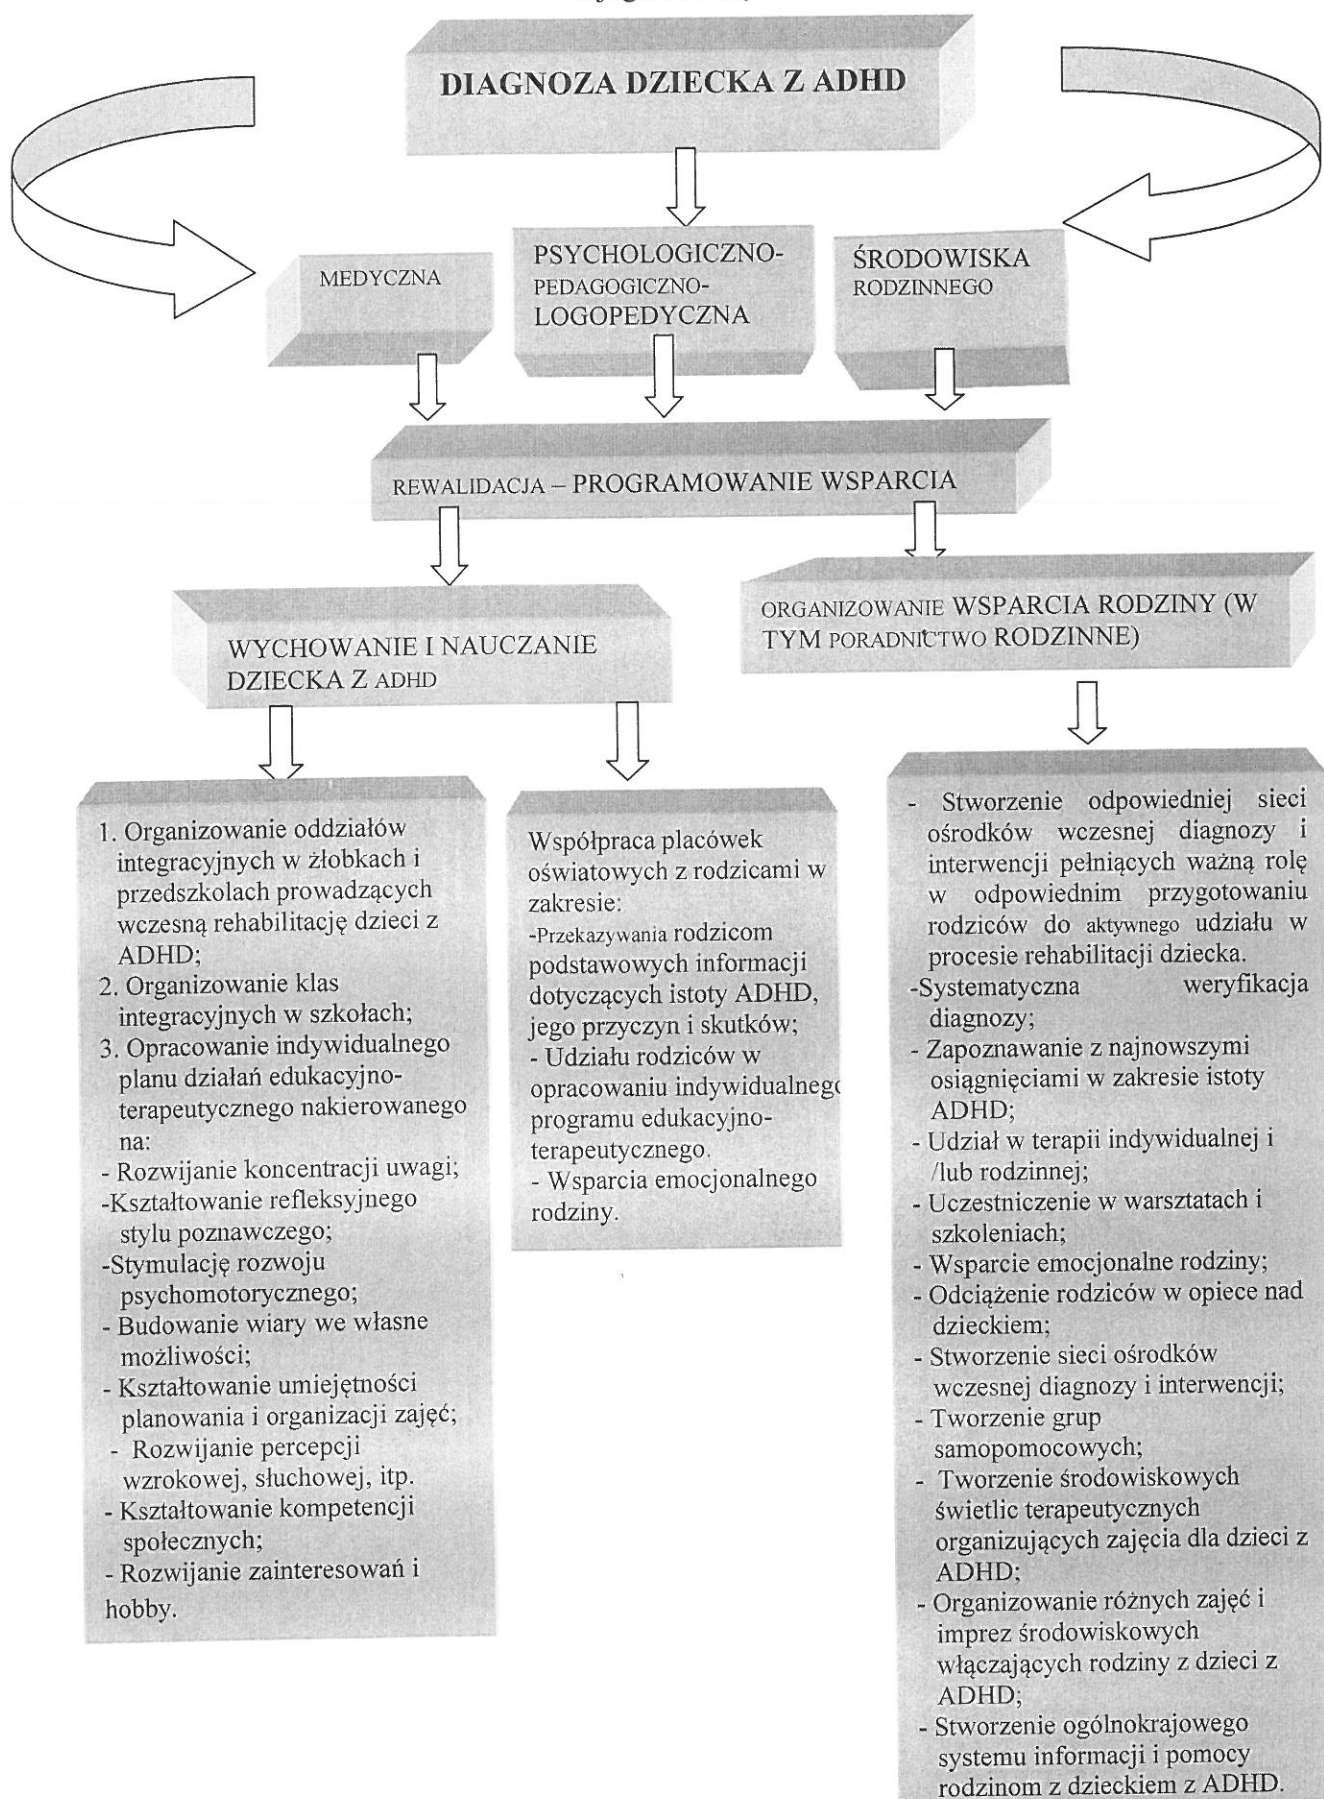 DIAGNOZA DZIECKA Z ADHD
MEDYCZNA
PSYCHOLOGICZNO-
PEDAGOGICZNO-
LOGOPEDYCZNA
ŚRODOWISKA
RODZINNEGO
REWALIDACJA – PROGRAMOWANIE WSPARCIA
WYCHOWANIE I NAUCZANIE
DZIECKA Z ADHD
ORGANIZOWANIE WSPARCIA RODZINY (W
TYM PORADNICTWO RODZINNE)
1. Organizowanie oddziałów
integracyjnych w żłobkach i
przedszkolach prowadzących
wczesną rehabilitację dzieci z
ADHD;
2. Organizowanie klas
integracyjnych w szkołach;
3. Opracowanie indywidualnego
planu działań edukacyjno-
terapeutycznego nakierowanego
na:
- Rozwijanie koncentracji uwagi;
-Kształtowanie refleksyjnego
stylu poznawczego;
-Stymulację rozwoju
psychomotorycznego;
- Budowanie wiary we własne
możliwości;
- Kształtowanie umiejętności
planowania i organizacji zajęć;
- Rozwijanie percepcji
wzrokowej, słuchowej, itp.
- Kształtowanie kompetencji
społecznych;
- Rozwijanie zainteresowań i
hobby.
Współpraca placówek
oświatowych z rodzicami w
zakresie:
-Przekazywania rodzicom
podstawowych informacji
dotyczących istoty ADHD,
jego przyczyn i skutków;
- Udziału rodziców w
opracowaniu indywidualnego
programu edukacyjno-
terapeutycznego.
- Wsparcia emocjonalnego
rodziny.
- Stworzenie odpowiedniej sieci
ośrodków wczesnej diagnozy i
interwencji pełniących ważną rolę
w odpowiednim przygotowaniu
rodziców do aktywnego udziału w
procesie rehabilitacji dziecka.
-Systematyczna weryfikacja
diagnozy;
- Zapoznawanie z najnowszymi
osiągnięciami w zakresie istoty
ADHD;
- Udział w terapii indywidualnej i
/lub rodzinnej;
- Uczestniczenie w warsztatach i
szkoleniach;
- Wsparcie emocjonalne rodziny;
- Odciążenie rodziców w opiece nad
dzieckiem;
- Stworzenie sieci ośrodków
wczesnej diagnozy i interwencji;
- Tworzenie grup
samopomocowych;
- Tworzenie środowiskowych
świetlic terapeutycznych
organizujących zajęcia dla dzieci z
ADHD;
- Organizowanie różnych zajęć i
imprez środowiskowych
włączających rodziny z dzieci z
ADHD;
- Stworzenie ogólnokrajowego
systemu informacji i pomocy
rodzinom z dzieckiem z ADHD.